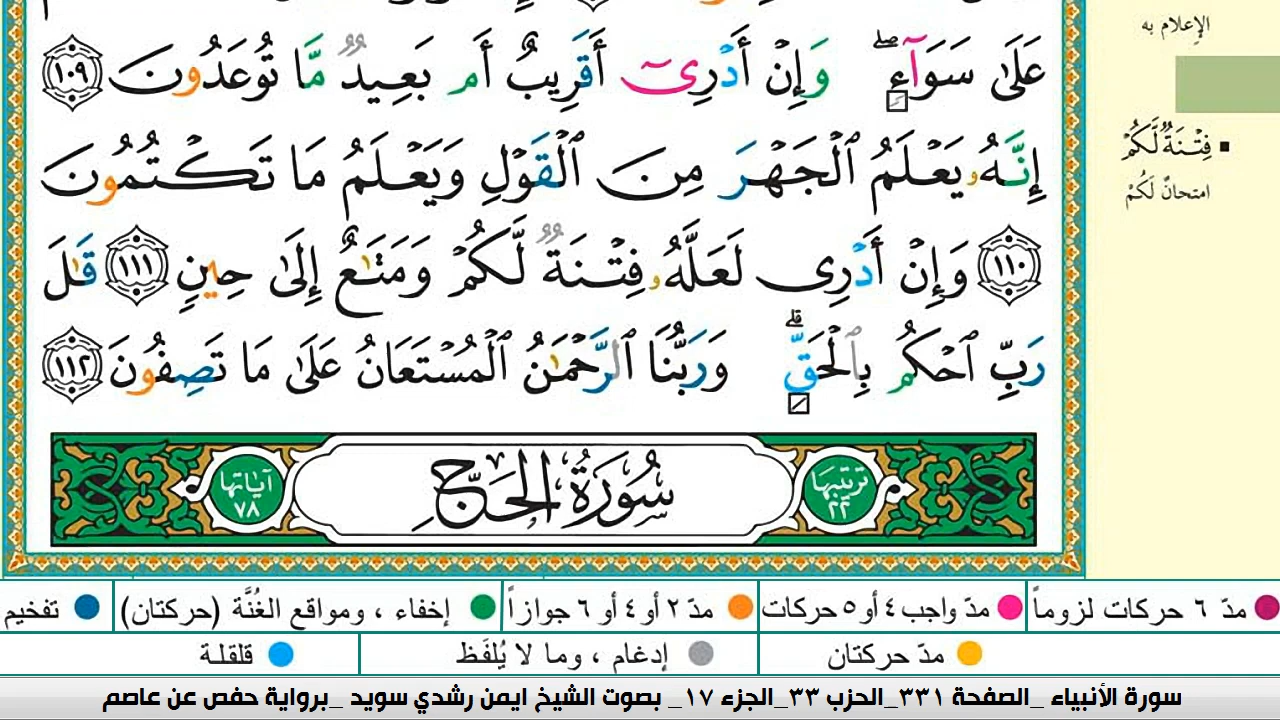 عَلَىٰ سَوَآءٍ ۖ وَإِنْ أَدْرِىٓ أَقَرِيبٌ أَم بَعِيدٌ مَّا تُوعَدُونَ ١٠٩
إِنَّهُۥ يَعْلَمُ ٱلْجَهْرَ مِنَ ٱلْقَوْلِ وَيَعْلَمُ مَا تَكْتُمُونَ
١١٠ وَإِنْ أَدْرِى لَعَلَّهُۥ فِتْنَةٌ لَّكُمْ وَمَتَٰعٌ إِلَىٰ حِينٍ ١١١ قَٰلَ
رَبِّ ٱحْكُم بِٱلْحَقِّ ۗ وَرَبُّنَا ٱلرَّحْمَٰنُ ٱلْمُسْتَعَانُ عَلَىٰ مَا تَصِفُونَ ١١٢
الإعلام به
▪ فِتْنَةٌ لَّكُمْ
امتحانٌ لَكُمْ
ترتيبها ٢٢
سُورَةُ الحَجِّ
آياتها ٧٨
مدّ ٦ حركات لزوماً
مدّ واجب ٤ أو ٥ حركات
مدّ ٢ أو ٤ أو ٦ جوازاً
إخفاء ، ومواقع الغُنَّة (حركتان)
تفخيم
مدّ حركتان
إدغام ، وما لا يُلفَظ
قلقلة
سورة الأنبياء _الصفحة ٣٣١_الحزب ٣٣_الجزء ١٧_ بصوت الشيخ ايمن رشدي سويد _برواية حفص عن عاصم